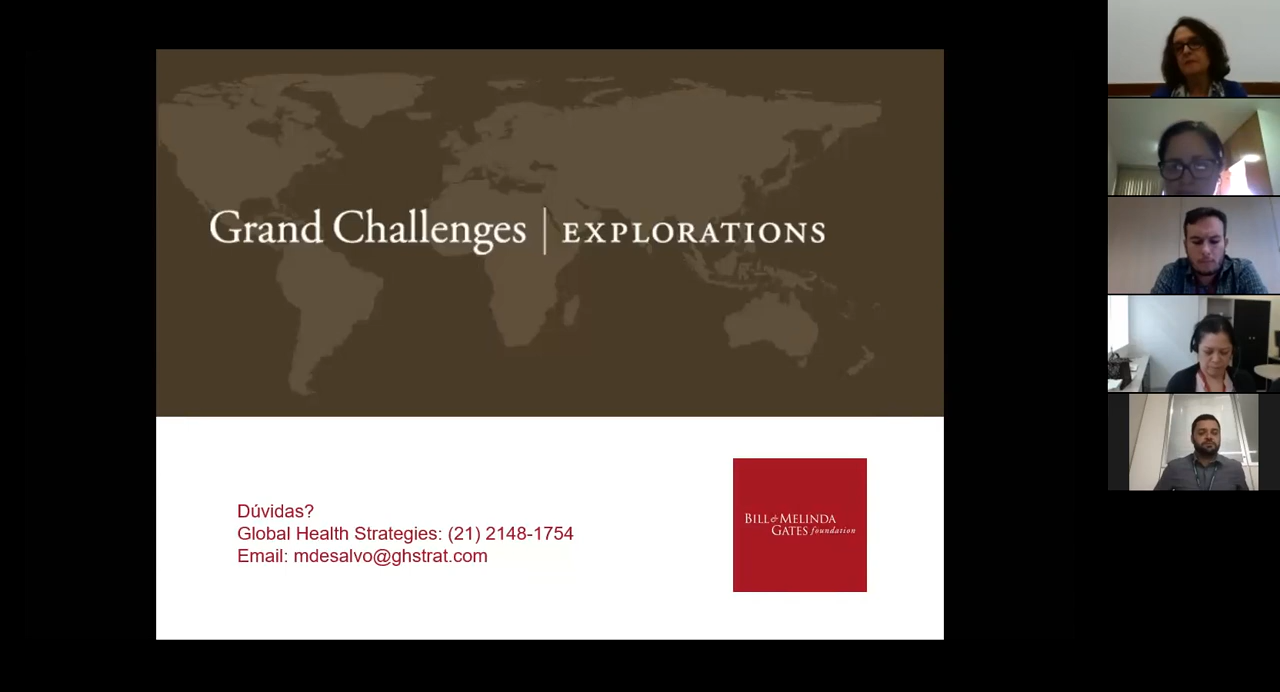 Grand Challenges | EXPLORATIONS
Dúvidas?
Global Health Strategies: (21) 2148-1754
Email: mdesalvo@ghstrat.com
BILL & MELINDA
GATES foundation